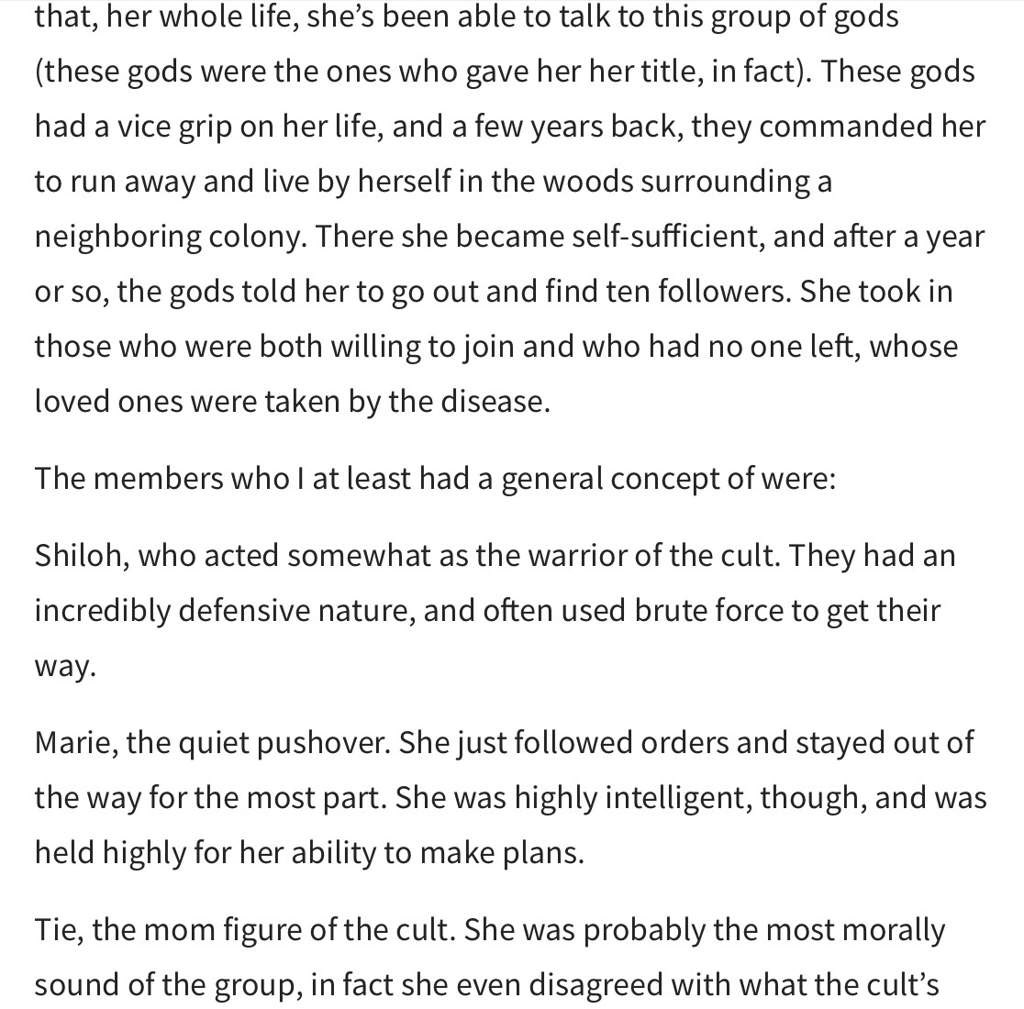 that, her whole life, she’s been able to talk to this group of gods
(these gods were the ones who gave her her title, in fact). These gods
had a vice grip on her life, and a few years back, they commanded her
to run away and live by herself in the woods surrounding a
neighboring colony. There she became self-sufficient, and after a year
or so, the gods told her to go out and find ten followers. She took in
those who were both willing to join and who had no one left, whose
loved ones were taken by the disease.
The members who I at least had a general concept of were:
Shiloh, who acted somewhat as the warrior of the cult. They had an
incredibly defensive nature, and often used brute force to get their
way.
Marie, the quiet pushover. She just followed orders and stayed out of
the way for the most part. She was highly intelligent, though, and was
held highly for her ability to make plans.
Tie, the mom figure of the cult. She was probably the most morally
sound of the group, in fact she even disagreed with what the cult’s